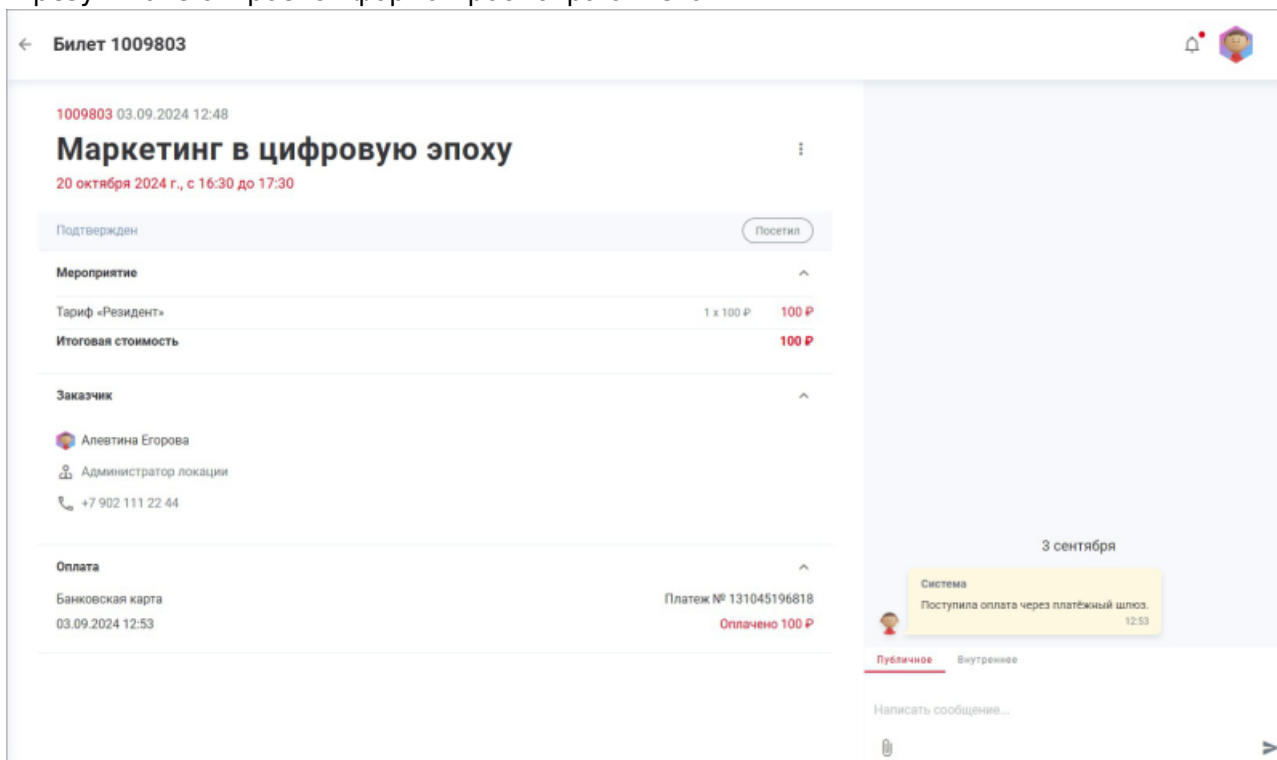 Билет 1009803
1009803 03.09.2024 12:48
Маркетинг в цифровую эпоху
20 октября 2024 г., с 16:30 до 17:30
Подтвержден
Посетил
Мероприятие
Тариф «Резидент» 1 x 100 ₽ 100 ₽
Итоговая стоимость 100 ₽
Заказчик
Алевтина Егорова
Администратор локации
+7 902 111 22 44
Оплата
Банковская карта Платеж № 131045196818
03.09.2024 12:53 Оплачено 100 ₽
3 сентября
Система
Поступила оплата через платёжный шлюз.
12:53
Публичное Внутреннее
Написать сообщение...